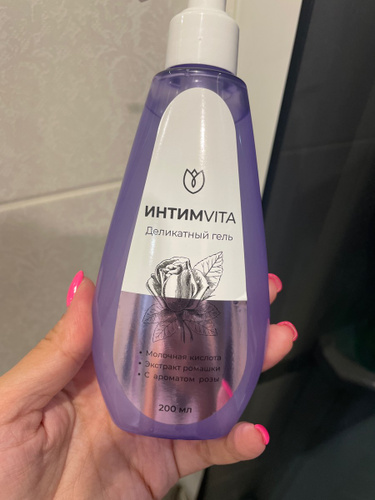 ИНТИМVITA
Деликатный гель
• Молочная кислота
• Экстракт ромашки
• С ароматом розы
200 мл